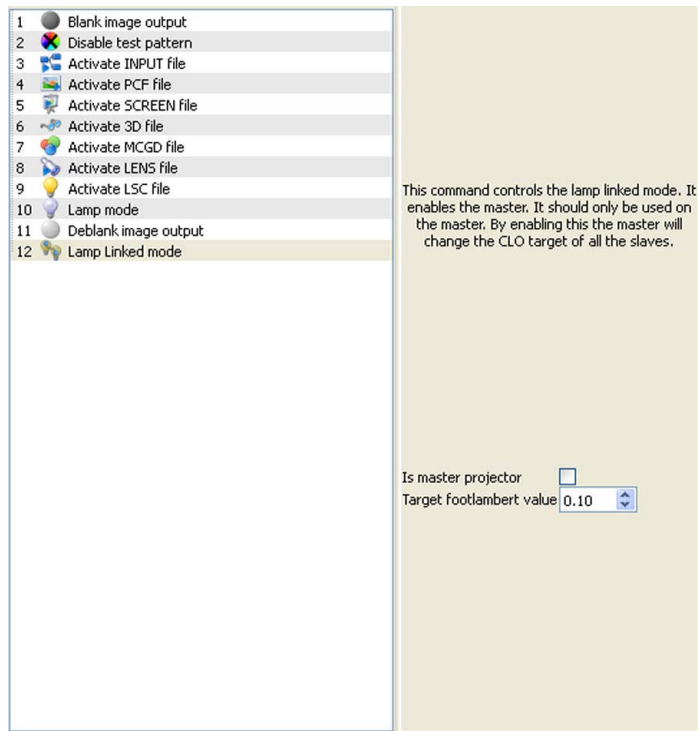 1 Blank image output
2 Disable test pattern
3 Activate INPUT file
4 Activate PCF file
5 Activate SCREEN file
6 Activate 3D file
7 Activate MCGD file
8 Activate LENS file
9 Activate LSC file
10 Lamp mode
11 Deblank image output
12 Lamp Linked mode
This command controls the lamp linked mode. It
enables the master. It should only be used on
the master. By enabling this the master will
change the CLO target of all the slaves.
Is master projector
Target footlambert value 0.10